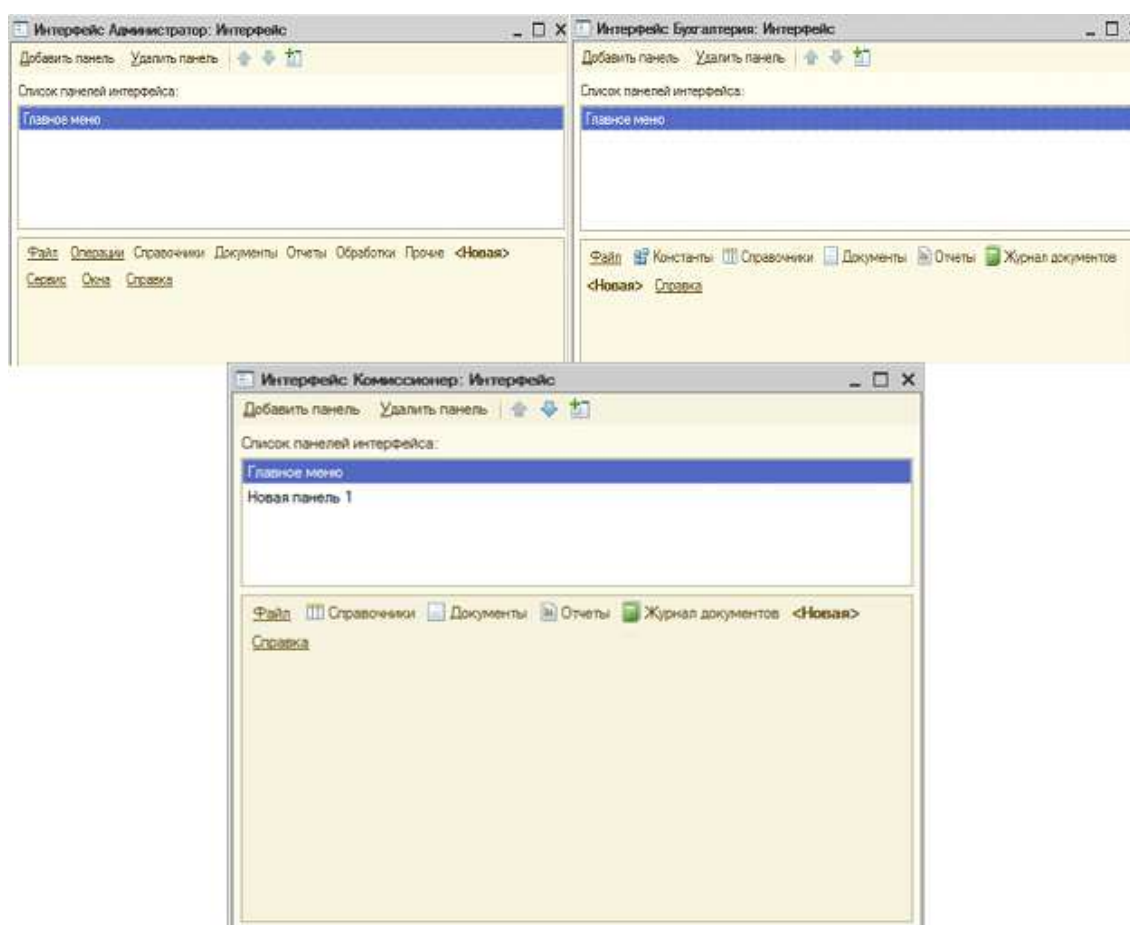 Интерфейс Администратор: Интерфейс
Добавить панель Удалить панель
Список панелей интерфейса:
Главное меню
Файл Операции Справочники Документы Отчеты Обработки Прочие <Новая>
Сервис Окна Справка
Интерфейс Бухгалтерия: Интерфейс
Добавить панель Удалить панель
Список панелей интерфейса:
Главное меню
Файл Константы Справочники Документы Отчеты Журнал документов
<Новая> Справка
Интерфейс Комиссионер: Интерфейс
Добавить панель Удалить панель
Список панелей интерфейса:
Главное меню
Новая панель 1
Файл Справочники Документы Отчеты Журнал документов <Новая>
Справка